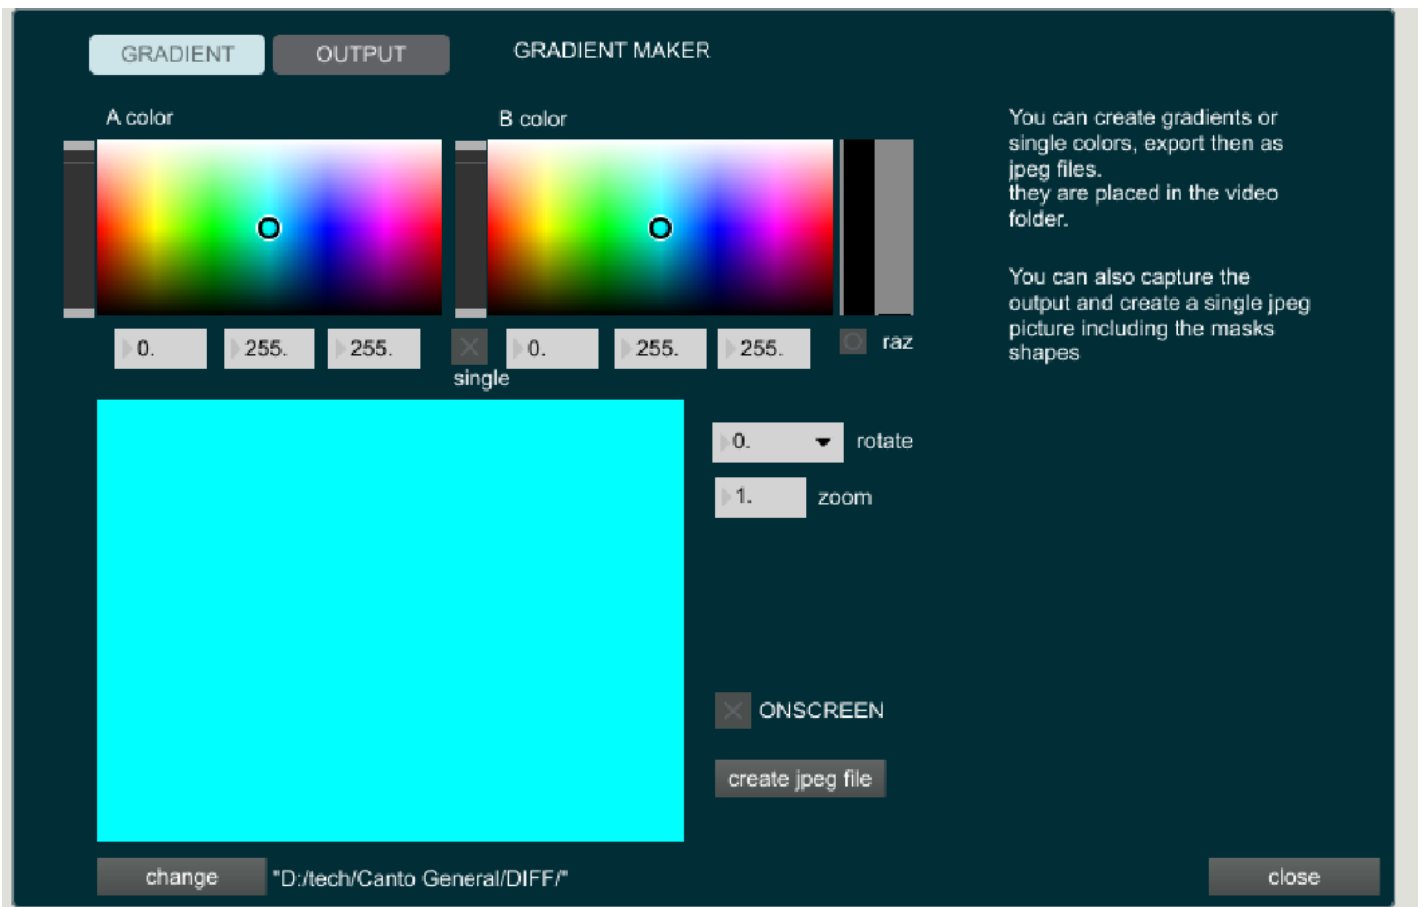 GRADIENT OUTPUT GRADIENT MAKER
A color B color
You can create gradients or
single colors, export then as
jpeg files.
they are placed in the video
folder.
You can also capture the
output and create a single jpeg
picture including the masks
shapes
0. 255. 255. 0. 255. 255. raz
single
0. rotate
1. zoom
ONSCREEN
create jpeg file
change "D:/tech/Canto General/DIFF/"
close